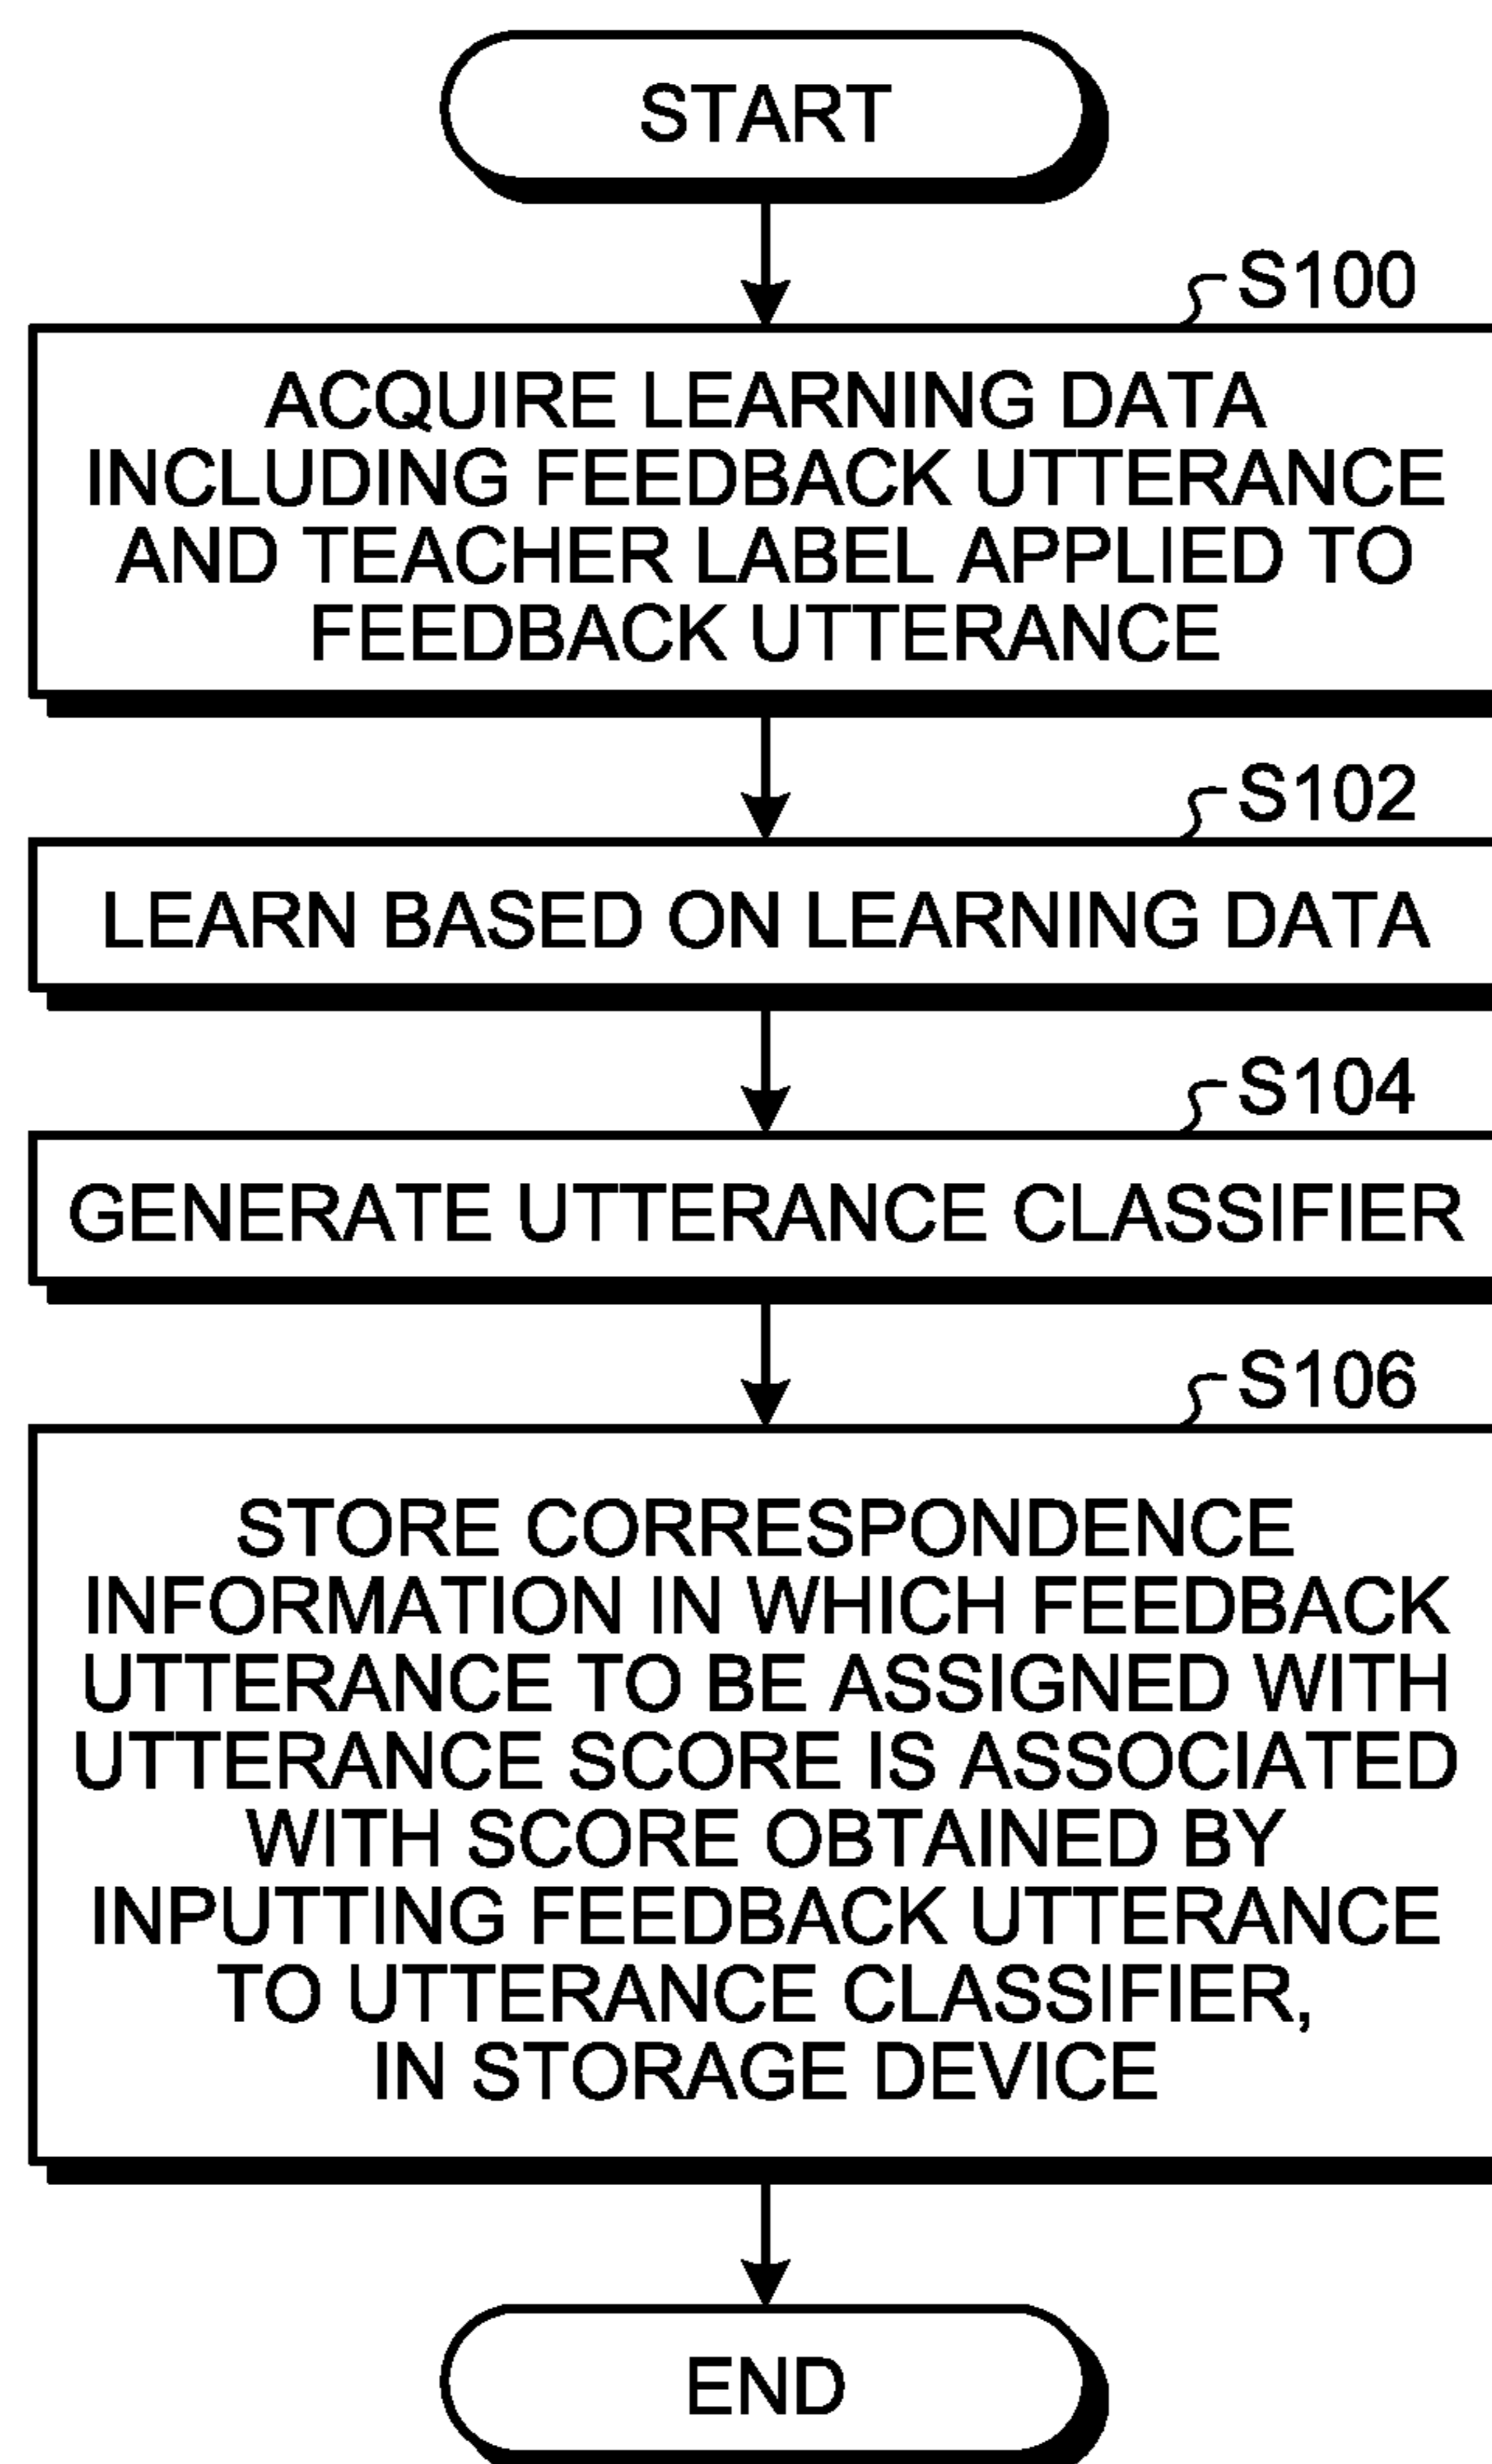 START
S100
ACQUIRE LEARNING DATA
INCLUDING FEEDBACK UTTERANCE
AND TEACHER LABEL APPLIED TO
FEEDBACK UTTERANCE
S102
LEARN BASED ON LEARNING DATA
S104
GENERATE UTTERANCE CLASSIFIER
S106
STORE CORRESPONDENCE
INFORMATION IN WHICH FEEDBACK
UTTERANCE TO BE ASSIGNED WITH
UTTERANCE SCORE IS ASSOCIATED
WITH SCORE OBTAINED BY
INPUTTING FEEDBACK UTTERANCE
TO UTTERANCE CLASSIFIER,
IN STORAGE DEVICE
END